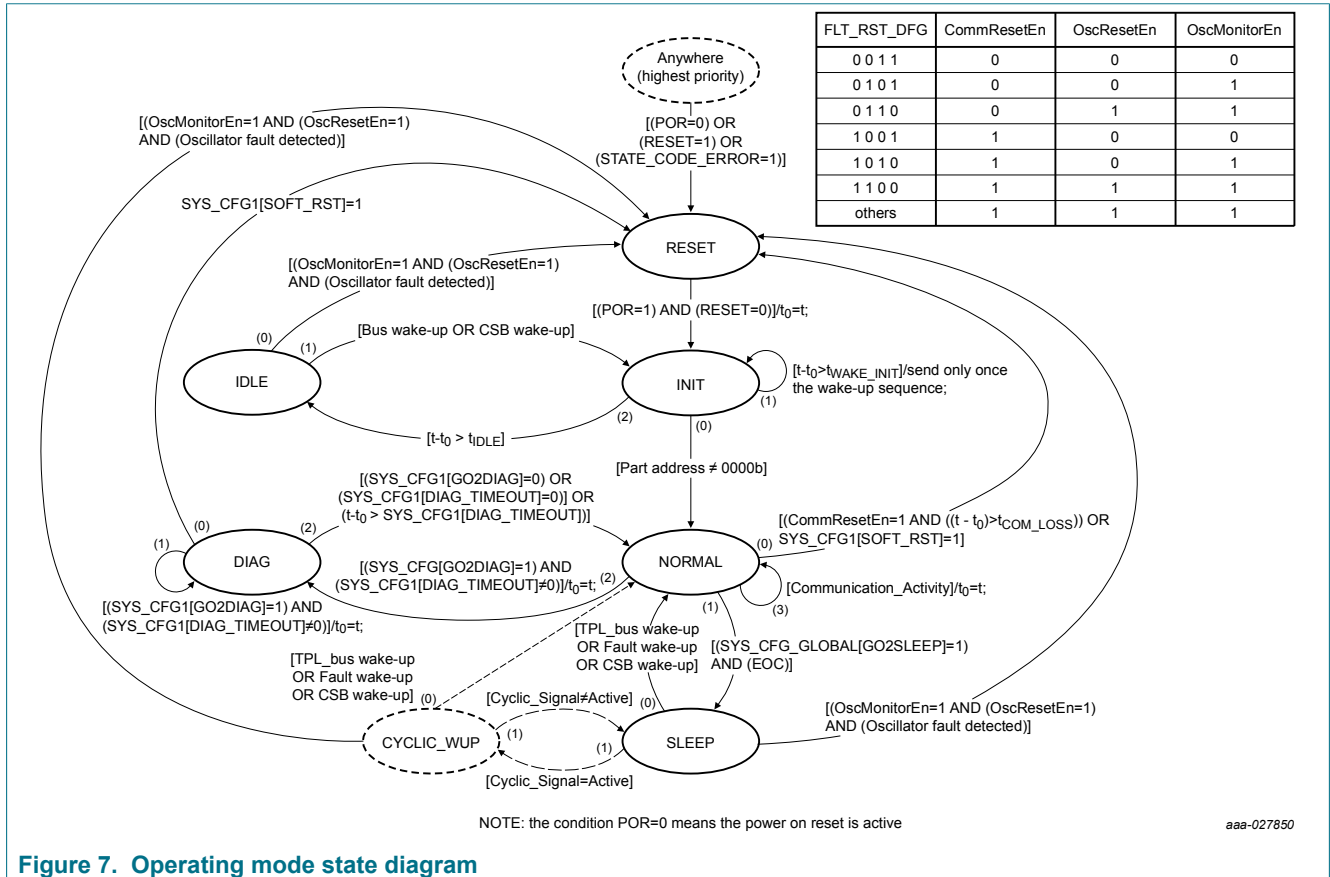 FLT_RST_DFG CommResetEn OscResetEn OscMonitorEn
0 0 1 1 0 0 0
0 1 0 1 0 0 1
0 1 1 0 0 1 1
1 0 0 1 1 0 0
1 0 1 0 1 0 1
1 1 0 0 1 1 1
others 1 1 1
Anywhere
(highest priority)
[(OscMonitorEn=1 AND (OscResetEn=1)
AND (Oscillator fault detected)]
[(POR=0) OR
(RESET=1) OR
(STATE_CODE_ERROR=1)]
SYS_CFG1[SOFT_RST]=1
RESET
[(OscMonitorEn=1 AND (OscResetEn=1)
AND (Oscillator fault detected)]
[(POR=1) AND (RESET=0)]/t0=t;
(0)
(1)
[Bus wake-up OR CSB wake-up]
IDLE
INIT
[t-t0>tWAKE_INIT]/send only once
the wake-up sequence;
(1)
(2)
(0)
[t-t0 > tIDLE]
[Part address ≠ 0000b]
[(SYS_CFG1[GO2DIAG]=0) OR
(SYS_CFG1[DIAG_TIMEOUT]=0)] OR
(t-t0 > SYS_CFG1[DIAG_TIMEOUT])]
[(CommResetEn=1 AND ((t - t0)>tCOM_LOSS)) OR
SYS_CFG1[SOFT_RST]=1]
(0)
(1)
(2)
DIAG
NORMAL
(0)
[(SYS_CFG[GO2DIAG]=1) AND
(SYS_CFG1[DIAG_TIMEOUT]≠0)]/t0=t;
(2)
(1)
(3)
[Communication_Activity]/t0=t;
[(SYS_CFG1[GO2DIAG]=1) AND
(SYS_CFG1[DIAG_TIMEOUT]≠0)]/t0=t;
[TPL_bus wake-up
OR Fault wake-up
OR CSB wake-up]
[(SYS_CFG_GLOBAL[GO2SLEEP]=1)
AND (EOC)]
[TPL_bus wake-up
OR Fault wake-up
OR CSB wake-up]
(0)
[Cyclic_Signal≠Active]
(0)
[(OscMonitorEn=1 AND (OscResetEn=1)
AND (Oscillator fault detected)]
CYCLIC_WUP
(1)
(1)
SLEEP
[Cyclic_Signal=Active]
NOTE: the condition POR=0 means the power on reset is active
aaa-027850
Figure 7. Operating mode state diagram